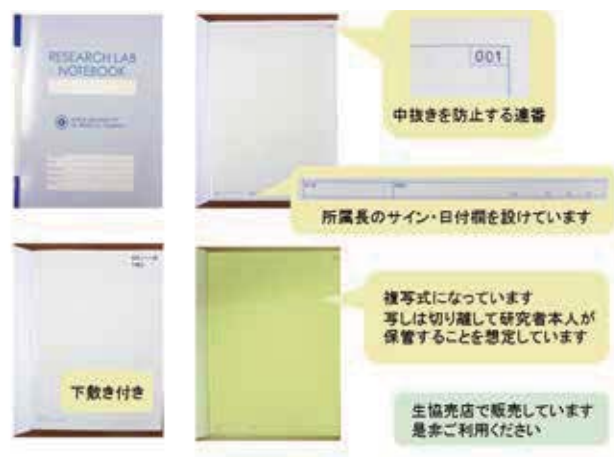 RESEARCH LAB
NOTEBOOK
001
中抜きを防止する連番
所属長のサイン・日付欄を設けています
下敷き付き
複写式になっています
写しは切り離して研究者本人が
保管することを想定しています
生協売店で販売しています
是非ご利用ください